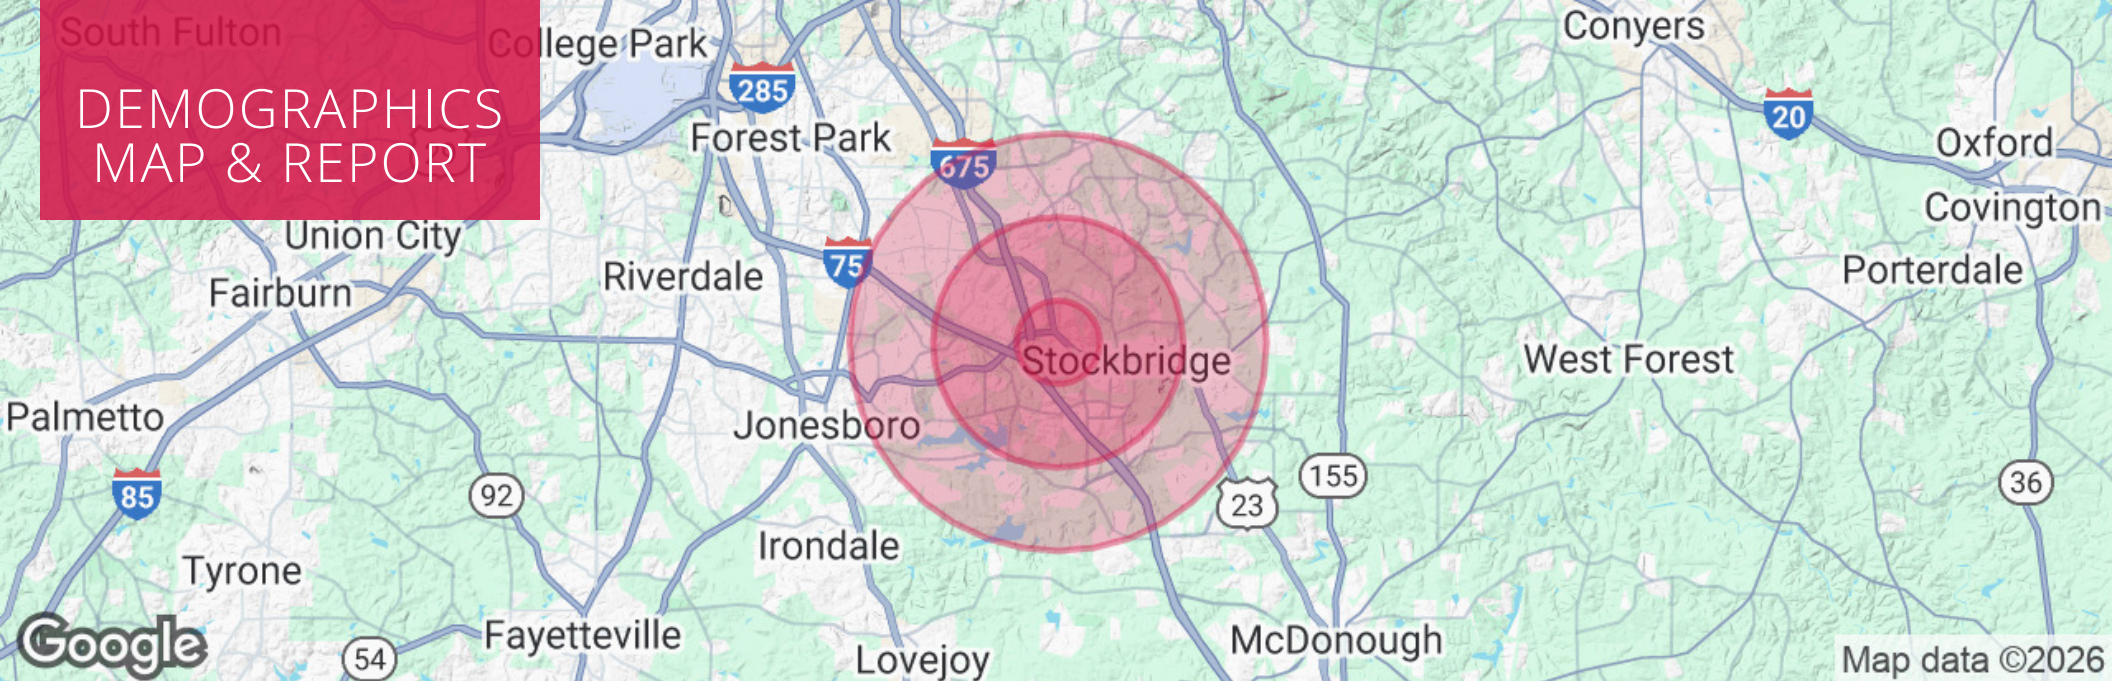 South Fulton
College Park
Conyers
DEMOGRAPHICS
MAP & REPORT
285
20
Forest Park
Oxford
675
Covington
Union City
75
Riverdale
Porterdale
Fairburn
Stockbridge
West Forest
Palmetto
Jonesboro
85
92
155
23
36
Irondale
Tyrone
Google
54
Fayetteville
Lovejoy
McDonough
Map data ©2026